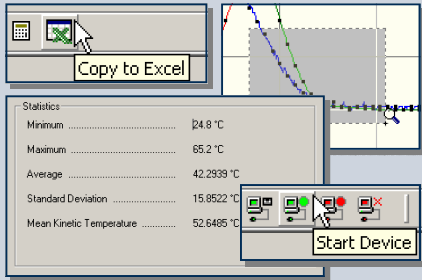 Copy to Excel
Statistics
Minimum .................................... 24.8 °C
Maximum ................................... 65.2 °C
Average ..................................... 42.2939 °C
Standard Deviation ................... 15.8522 °C
Mean Kinetic Temperature ............ 52.6485 °C
Start Device